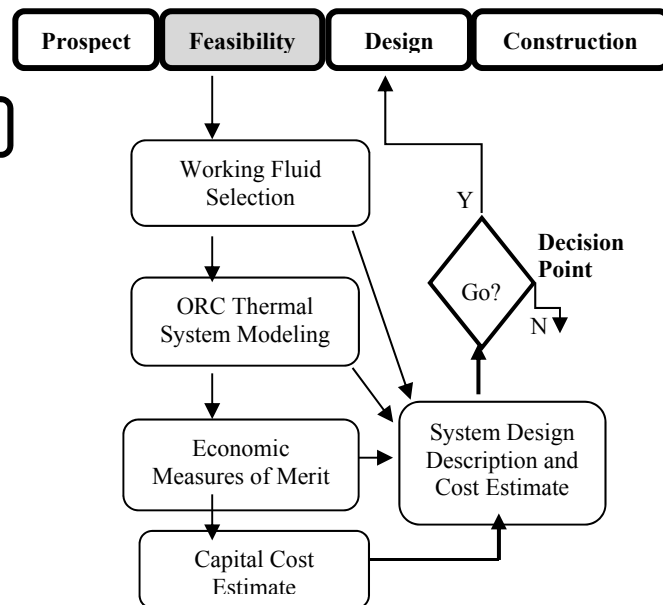 Prospect
Feasibility
Design
Construction
Working Fluid
Selection
Y
Decision
Point
Go?
N
ORC Thermal
System Modeling
Economic
Measures of Merit
System Design
Description and
Cost Estimate
Capital Cost
Estimate